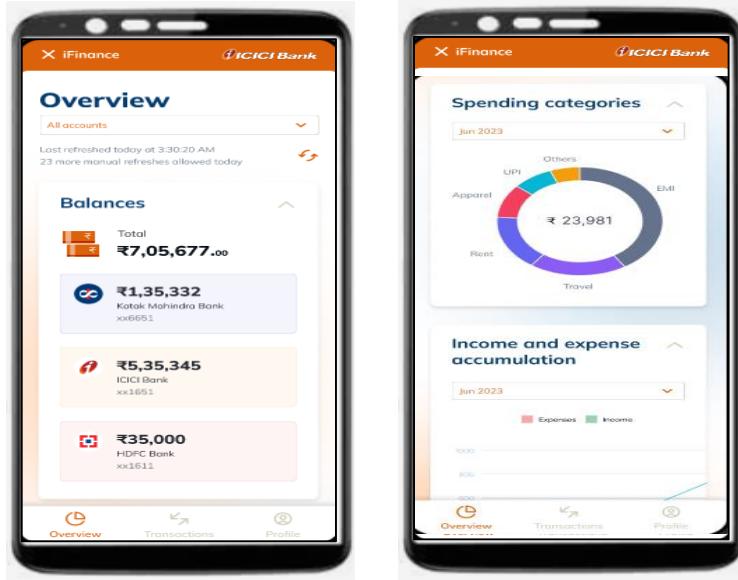 × iFinance
ICICI Bank
Overview
All accounts
Last refreshed today at 3:30:20 AM
23 more manual refreshes allowed today
Balances
Total
₹7,05,677.00
₹1,35,332
Kotak Mahindra Bank
xx6651
₹5,35,345
ICICI Bank
xx1651
₹35,000
HDFC Bank
xx1611
Overview Transactions Profile
× iFinance
ICICI Bank
Spending categories
Jun 2023
Others
UPI
EMI
Apparel
₹ 23,981
Rent
Travel
Income and expense
accumulation
Jun 2023
Expenses Income
1000
800
600
Overview Transactions Profile